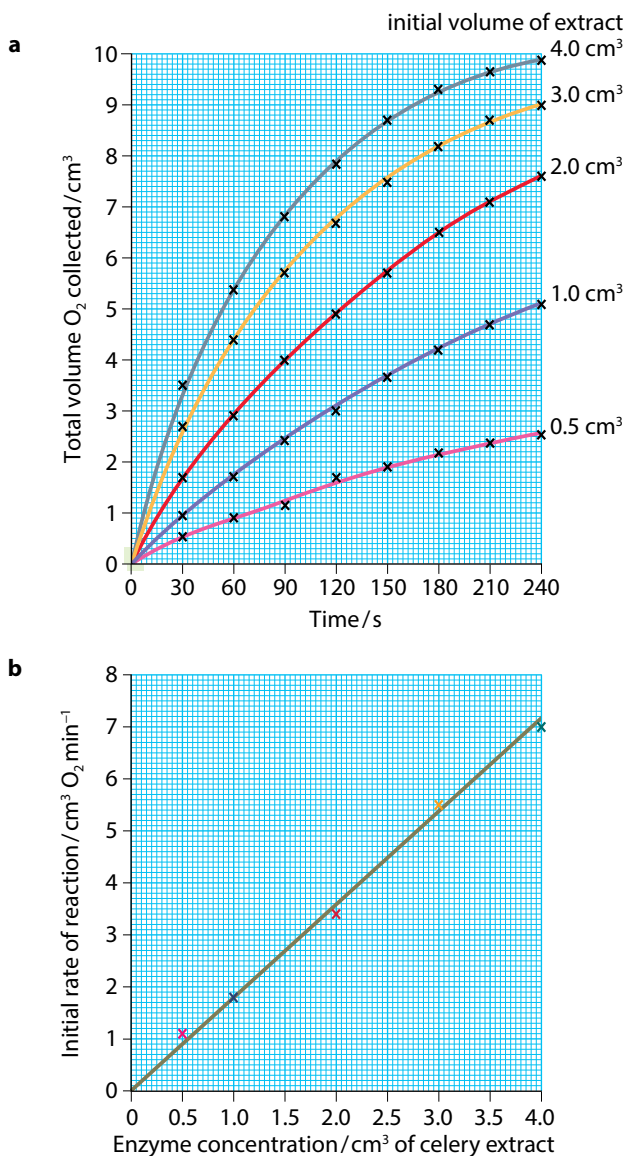 initial volume of extract
a
4.0 cm³
3.0 cm³
2.0 cm³
1.0 cm³
0.5 cm³
Total volume O₂ collected / cm³
10
9
8
7
6
5
4
3
2
1
0
0 30 60 90 120 150 180 210 240
Time / s
b
Initial rate of reaction / cm³ O₂ min⁻¹
8
7
6
5
4
3
2
1
0
0 0.5 1.0 1.5 2.0 2.5 3.0 3.5 4.0
Enzyme concentration / cm³ of celery extract